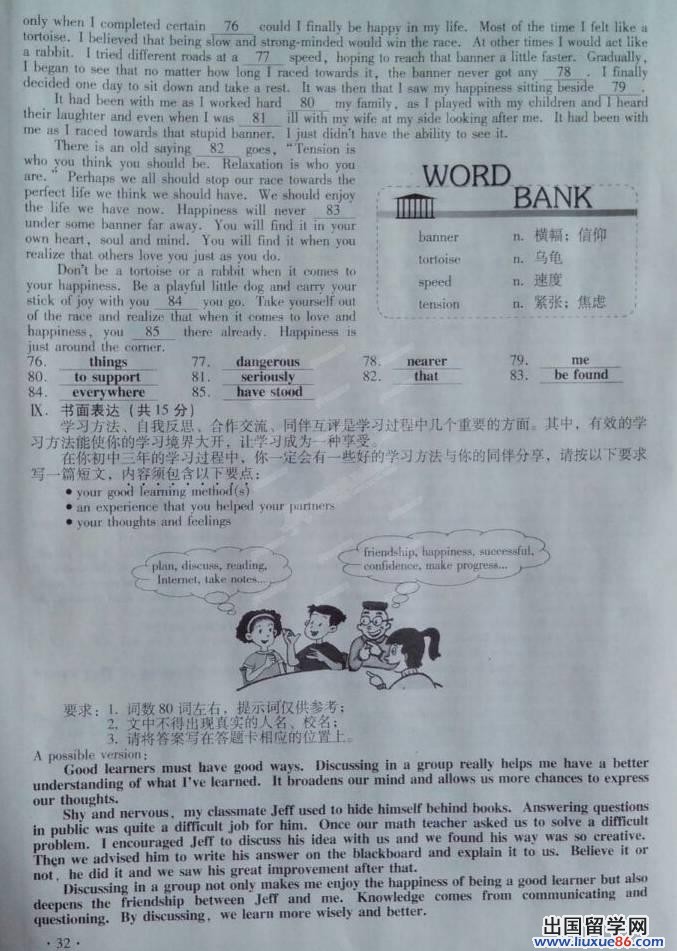 only when I completed certain 76 could I finally be happy in my life. Most of the time I felt like a
tortoise. I believed that being slow and strong-minded would win the race. At other times I would act like
a rabbit. I tried different roads at a 77 speed, hoping to reach that banner a little faster. Gradually,
I began to see that no matter how long I raced towards it, the banner never got any 78 . I finally
decided one day to sit down and take a rest. It was then that I saw my happiness sitting beside 79 .
It had been with me as I worked hard 80 my family, as I played with my children and I heard
their laughter and even when I was 81 ill with my wife at my side looking after me. It had been with
me as I raced towards that stupid banner. I just didn't have the ability to see it.
There is an old saying 82 goes, "Tension is
who you think you should be. Relaxation is who you
are." Perhaps we all should stop our race towards the
perfect life we think we should have. We should enjoy
the life we have now. Happiness will never 83
under some banner far away. You will find it in your
own heart, soul and mind. You will find it when you
realize that others love you just as you do.
Don't be a tortoise or a rabbit when it comes to
your happiness. Be a playful little dog and carry your
stick of joy with you 84 you go. Take yourself out
of the race and realize that when it comes to love and
happiness, you 85 there already. Happiness is
just around the corner.
WORD
BANK
banner n. 横幅；信仰
tortoise n. 乌龟
speed n. 速度
tension n. 紧张；焦虑
76. things 77. dangerous 78. nearer 79. me
80. to support 81. seriously 82. that 83. be found
84. everywhere 85. have stood
Ⅸ. 书面表达（共15分）
学习方法、自我反思、合作交流、同伴互评是学习过程中几个重要的方面。其中，有效的学
习方法能使你的学习境界大开，让学习成为一种享受。
在你初中三年的学习过程中，你一定会有一些好的学习方法与你的同伴分享，请按以下要求
写一篇短文，内容须包含以下要点：
● your good learning method(s)
● an experience that you helped your partners
● your thoughts and feelings
plan, discuss, reading,
Internet, take notes...
friendship, happiness, successful,
confidence, make progress...
要求：1. 词数80词左右，提示词仅供参考；
2. 文中不得出现真实的人名、校名；
3. 请将答案写在答题卡相应的位置上。
A possible version:
Good learners must have good ways. Discussing in a group really helps me have a better
understanding of what I've learned. It broadens our mind and allows us more chances to express
our thoughts.
Shy and nervous, my classmate Jeff used to hide himself behind books. Answering questions
in public was quite a difficult job for him. Once our math teacher asked us to solve a difficult
problem. I encouraged Jeff to discuss his idea with us and we found his way was so creative.
Then we advised him to write his answer on the blackboard and explain it to us. Believe it or
not, he did it and we saw his great improvement after that.
Discussing in a group not only makes me enjoy the happiness of being a good learner but also
deepens the friendship between Jeff and me. Knowledge comes from communicating and
questioning. By discussing, we learn more wisely and better.
· 32 ·
出国留学网
www.liuxue86.com